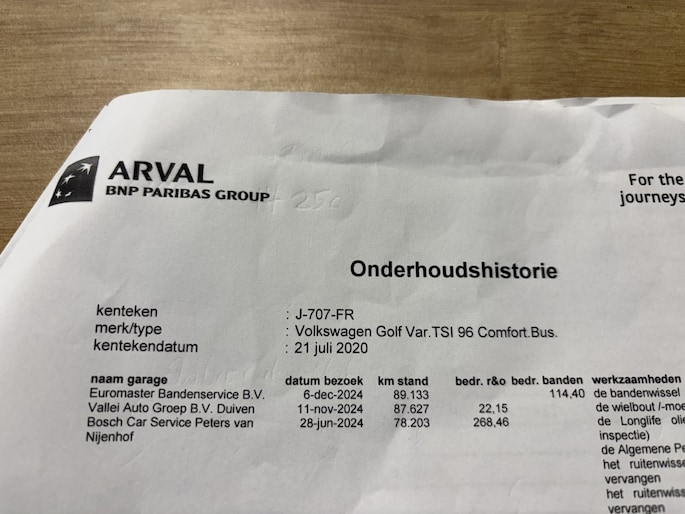 ARVAL
BNP PARIBAS GROUP
For the
journeys
Onderhoudshistorie
kenteken : J-707-FR
merk/type : Volkswagen Golf Var.TSI 96 Comfort.Bus.
kentekendatum : 21 juli 2020
naam garage datum bezoek km stand bedr. r&o bedr. banden werkzaamheden
Euromaster Bandenservice B.V. 6-dec-2024 89.133 114,40 de bandenwissel
Vallei Auto Groep B.V. Duiven 11-nov-2024 87.627 22,15 de wielbout /-moe
Bosch Car Service Peters van 28-jun-2024 78.203 268,46 de Longlife olie
Nijenhof inspectie)
de Algemene Pe
het ruitenwisse
vervangen
het ruitenwiss
vervangen